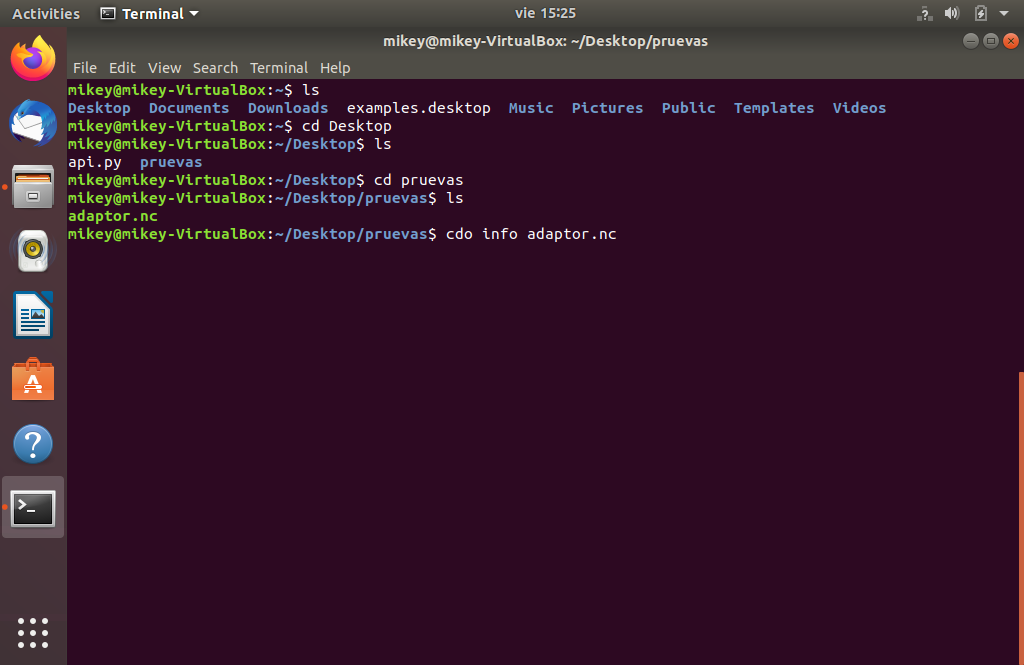 Activities Terminal vie 15:25
mikey@mikey-VirtualBox: ~/Desktop/pruevas
File Edit View Search Terminal Help
mikey@mikey-VirtualBox:~$ ls
Desktop Documents Downloads examples.desktop Music Pictures Public Templates Videos
mikey@mikey-VirtualBox:~$ cd Desktop
mikey@mikey-VirtualBox:~/Desktop$ ls
api.py pruevas
mikey@mikey-VirtualBox:~/Desktop$ cd pruevas
mikey@mikey-VirtualBox:~/Desktop/pruevas$ ls
adaptor.nc
mikey@mikey-VirtualBox:~/Desktop/pruevas$ cdo info adaptor.nc